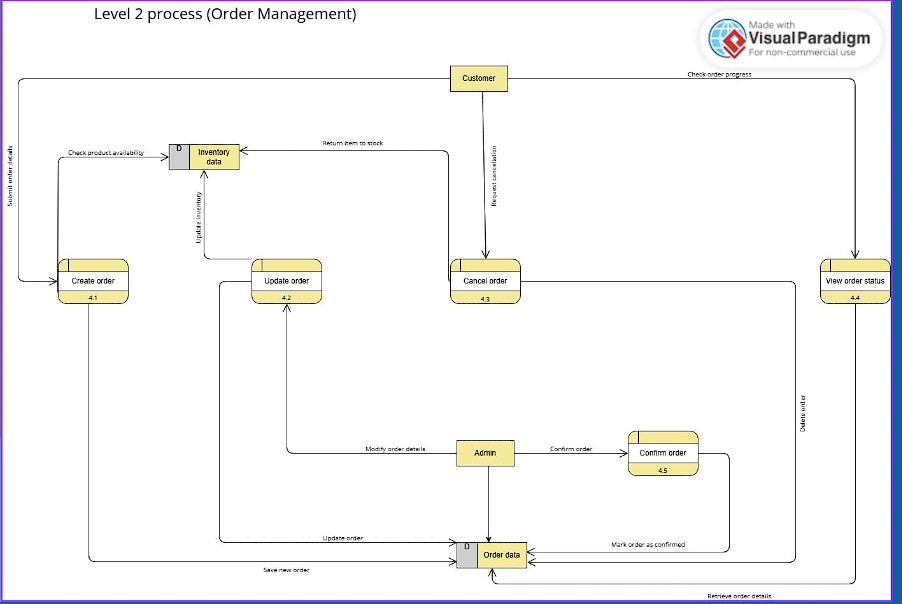 Level 2 process (Order Management)
Made with
VisualParadigm
For non-commercial use
Customer
Check order progress
Submit order details
Check product availability
D
Inventory
data
Return item to stock
Request cancellation
Update inventory
Create order
4.1
Update order
4.2
Cancel order
4.3
View order status
4.4
Delete order
Modify order details
Admin
Confirm order
Confirm order
4.5
Update order
D
Order data
Mark order as confirmed
Save new order
Retrieve order details